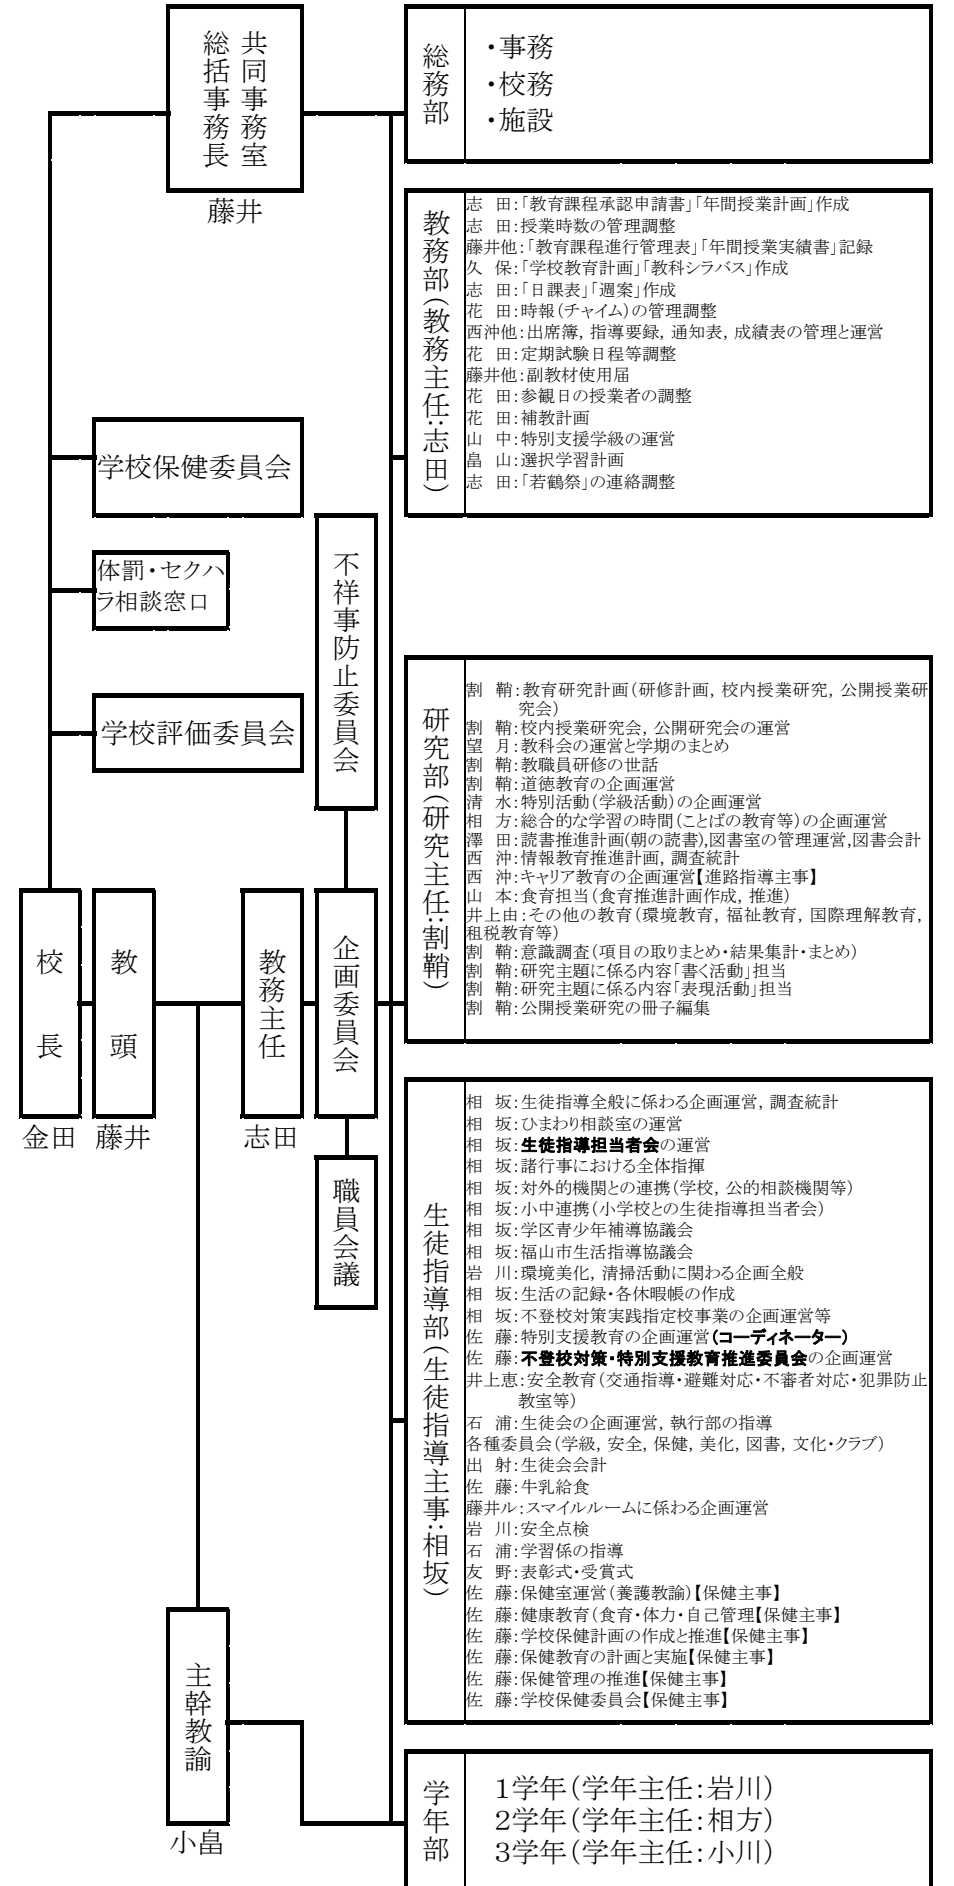 共同事務室
総括事務長
藤井
総務部
・事務
・校務
・施設
教務部(教務主任:志田)
志　田:「教育課程承認申請書」「年間授業計画」作成
志　田:授業時数の管理調整
藤井他:「教育課程進行管理表」「年間授業実績書」記録
久　保:「学校教育計画」「教科シラバス」作成
志　田:「日課表」「週案」作成
花　田:時報(チャイム)の管理調整
西沖他:出席簿, 指導要録, 通知表, 成績表の管理と運営
花　田:定期試験日程等調整
藤井他:副教材使用届
花　田:参観日の授業者の調整
花　田:補教計画
山　中:特別支援学級の運営
畠　山:選択学習計画
志　田:「若鶴祭」の連絡調整
学校保健委員会
体罰・セクハ
ラ相談窓口
学校評価委員会
不祥事防止委員会
研究部(研究主任:割鞘)
割　鞘:教育研究計画(研修計画, 校内授業研究, 公開授業研
究会)
割　鞘:校内授業研究会, 公開研究会の運営
望　月:教科会の運営と学期のまとめ
割　鞘:教職員研修の世話
割　鞘:道徳教育の企画運営
清　水:特別活動(学級活動)の企画運営
相　方:総合的な学習の時間(ことばの教育等)の企画運営
澤　田:読書推進計画(朝の読書),図書室の管理運営,図書会計
西　沖:情報教育推進計画, 調査統計
西　沖:キャリア教育の企画運営【進路指導主事】
山　本:食育担当(食育推進計画作成, 推進)
井上由:その他の教育(環境教育, 福祉教育, 国際理解教育,
租税教育等)
割　鞘:意識調査(項目の取りまとめ・結果集計・まとめ)
割　鞘:研究主題に係る内容「書く活動」担当
割　鞘:研究主題に係る内容「表現活動」担当
割　鞘:公開授業研究の冊子編集
校長
金田
教頭
藤井
教務主任
志田
企画委員会
職員会議
生徒指導部(生徒指導主事:相坂)
相　坂:生徒指導全般に係わる企画運営, 調査統計
相　坂:ひまわり相談室の運営
相　坂:生徒指導担当者会の運営
相　坂:諸行事における全体指揮
相　坂:対外的機関との連携(学校, 公的相談機関等)
相　坂:小中連携(小学校との生徒指導担当者会)
相　坂:学区青少年補導協議会
相　坂:福山市生活指導協議会
岩　川:環境美化, 清掃活動に関わる企画全般
相　坂:生活の記録・各休暇帳の作成
相　坂:不登校対策実践指定校事業の企画運営等
佐　藤:特別支援教育の企画運営(コーディネーター)
佐　藤:不登校対策・特別支援教育推進委員会の企画運営
井上恵:安全教育(交通指導・避難対応・不審者対応・犯罪防止
教室等)
石　浦:生徒会の企画運営, 執行部の指導
各種委員会(学級, 安全, 保健, 美化, 図書, 文化・クラブ)
出　射:生徒会会計
佐　藤:牛乳給食
藤井ル:スマイルルームに係わる企画運営
岩　川:安全点検
石　浦:学習係の指導
友　野:表彰式・受賞式
佐　藤:保健室運営(養護教諭)【保健主事】
佐　藤:健康教育(食育・体力・自己管理【保健主事】
佐　藤:学校保健計画の作成と推進【保健主事】
佐　藤:保健教育の計画と実施【保健主事】
佐　藤:保健管理の推進【保健主事】
佐　藤:学校保健委員会【保健主事】
主幹教諭
小畠
学年部
1学年(学年主任:岩川)
2学年(学年主任:相方)
3学年(学年主任:小川)